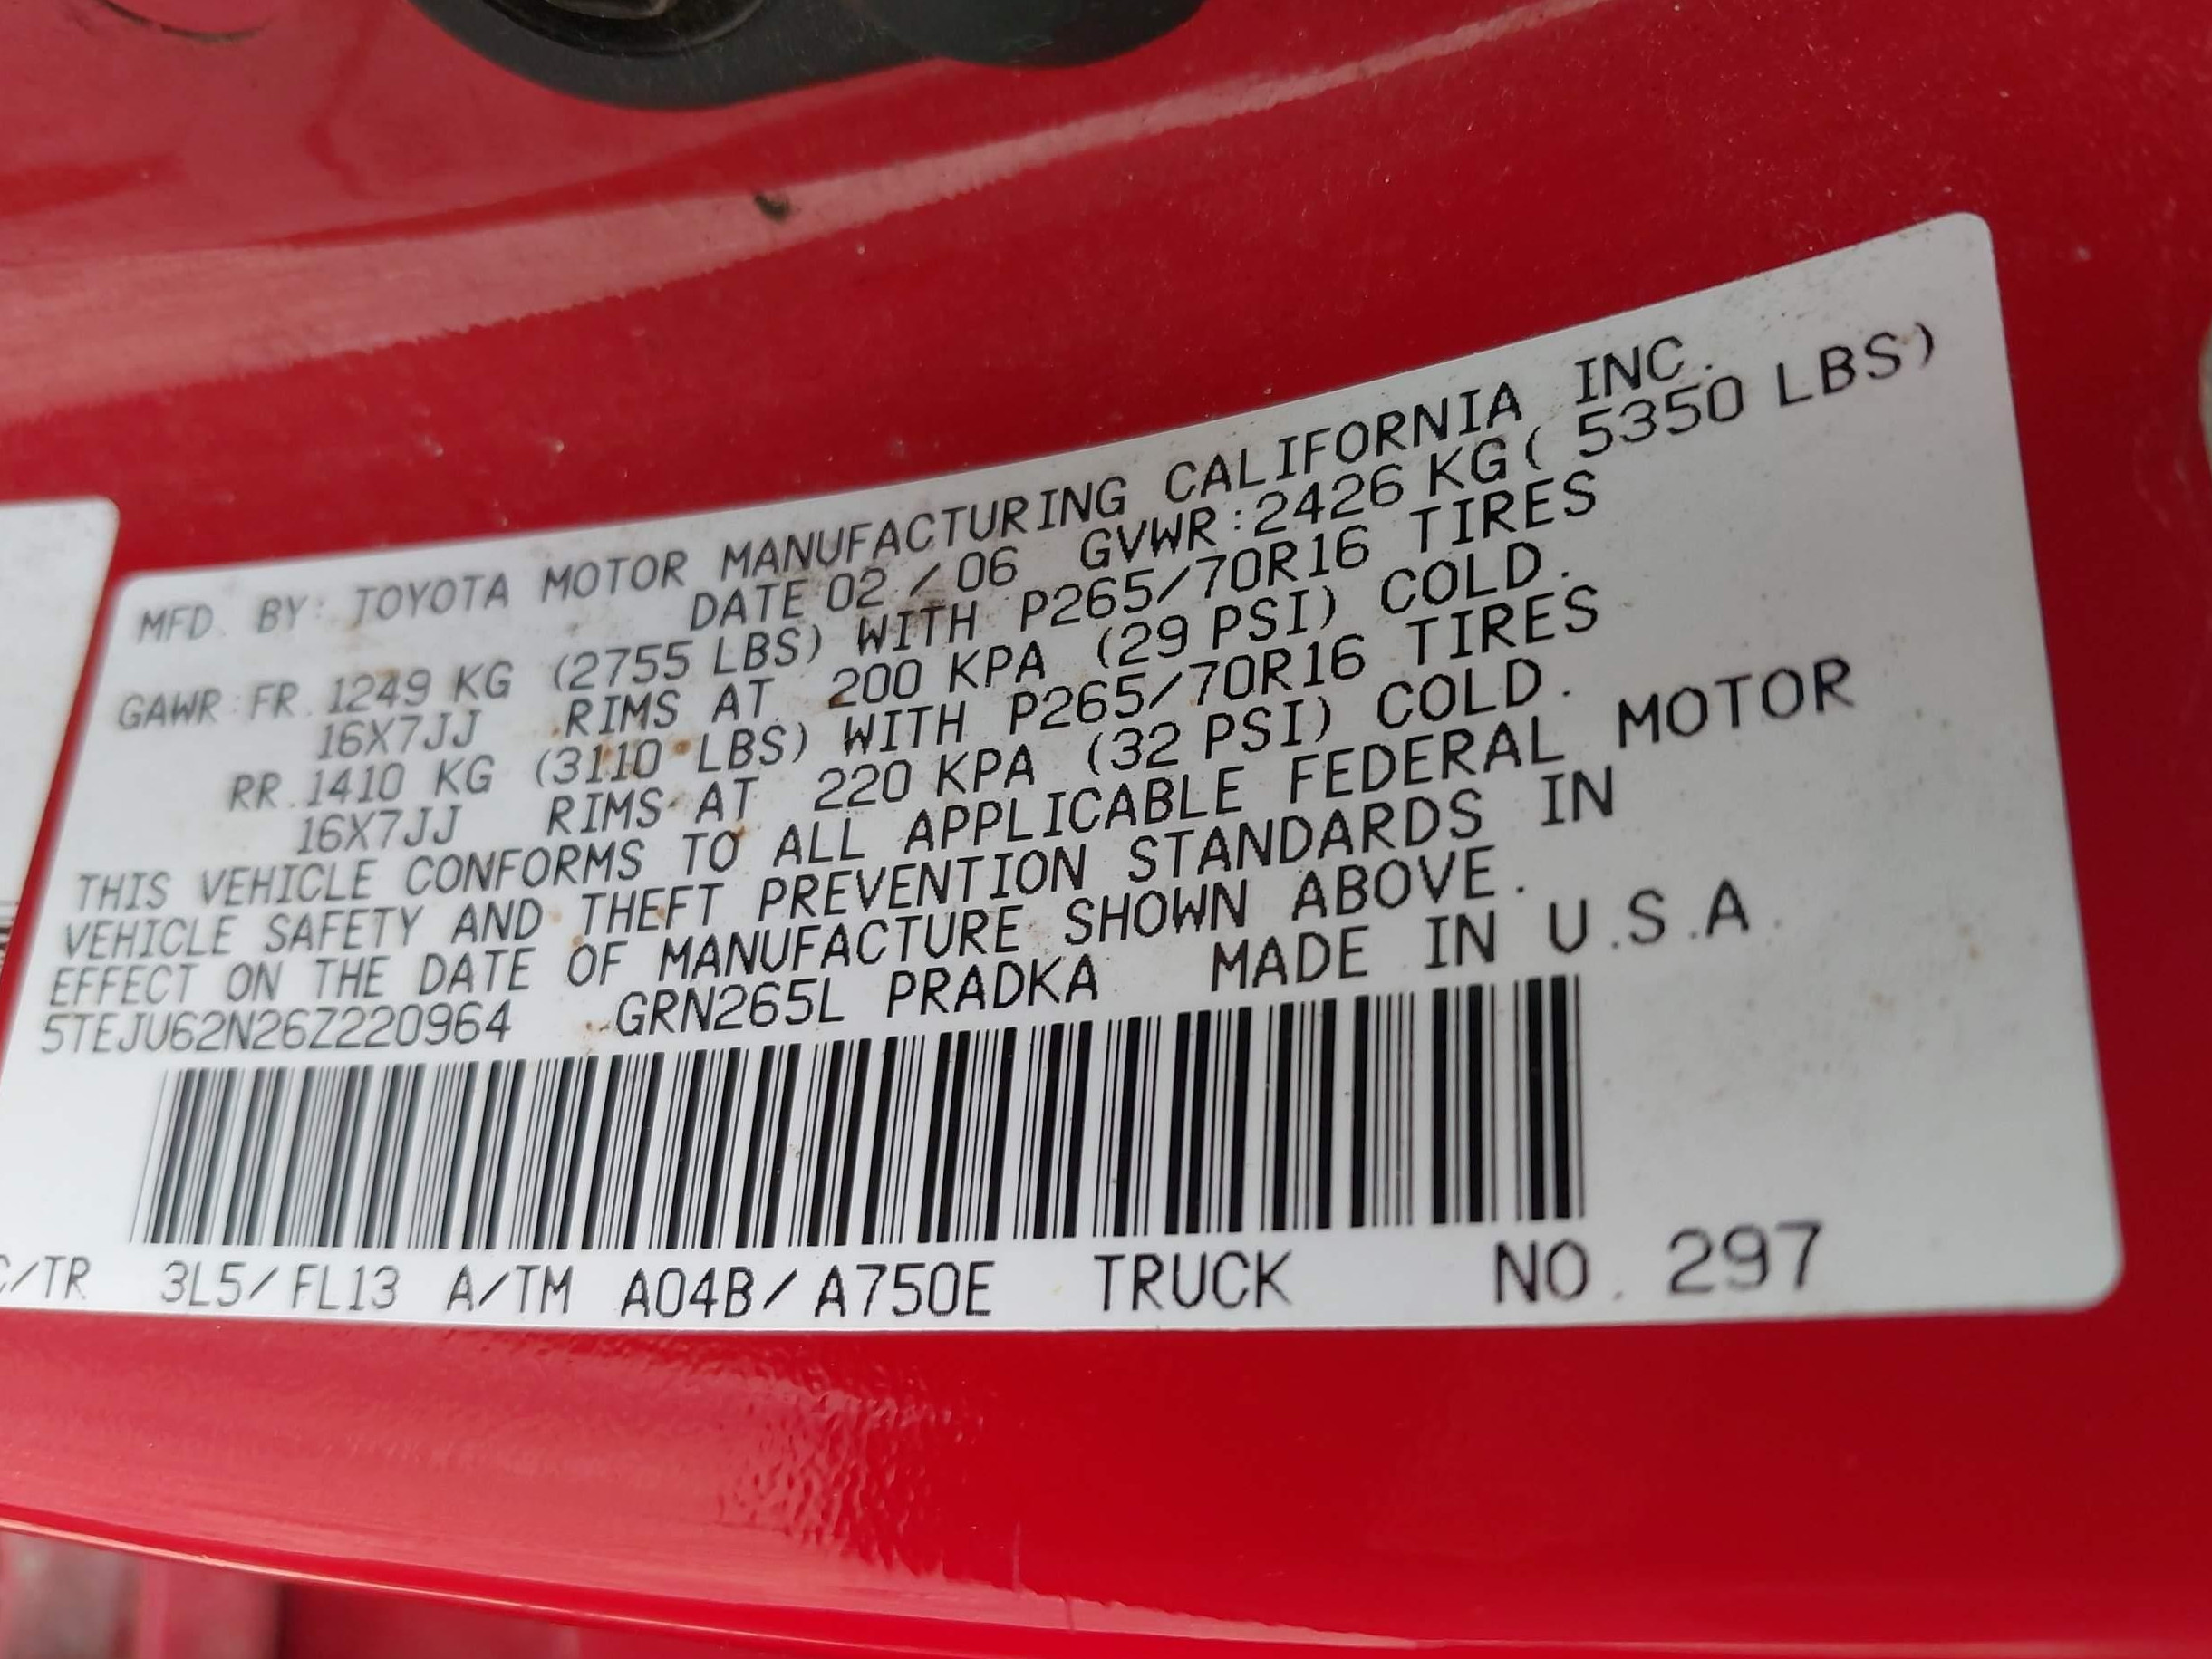 MFD. BY: TOYOTA MOTOR MANUFACTURING CALIFORNIA INC.
DATE 02 / 06 GVWR:2426 KG( 5350 LBS)
GAWR:FR.1249 KG (2755 LBS) WITH P265/70R16 TIRES
16X7JJ RIMS AT 200 KPA (29 PSI) COLD.
RR.1410 KG (3110 LBS) WITH P265/70R16 TIRES
16X7JJ RIMS AT 220 KPA (32 PSI) COLD.
THIS VEHICLE CONFORMS TO ALL APPLICABLE FEDERAL MOTOR
VEHICLE SAFETY AND THEFT PREVENTION STANDARDS IN
EFFECT ON THE DATE OF MANUFACTURE SHOWN ABOVE.
5TEJU62N26Z220964 GRN265L PRADKA MADE IN U.S.A.
C/TR 3L5/FL13 A/TM A04B/A750E TRUCK NO. 297